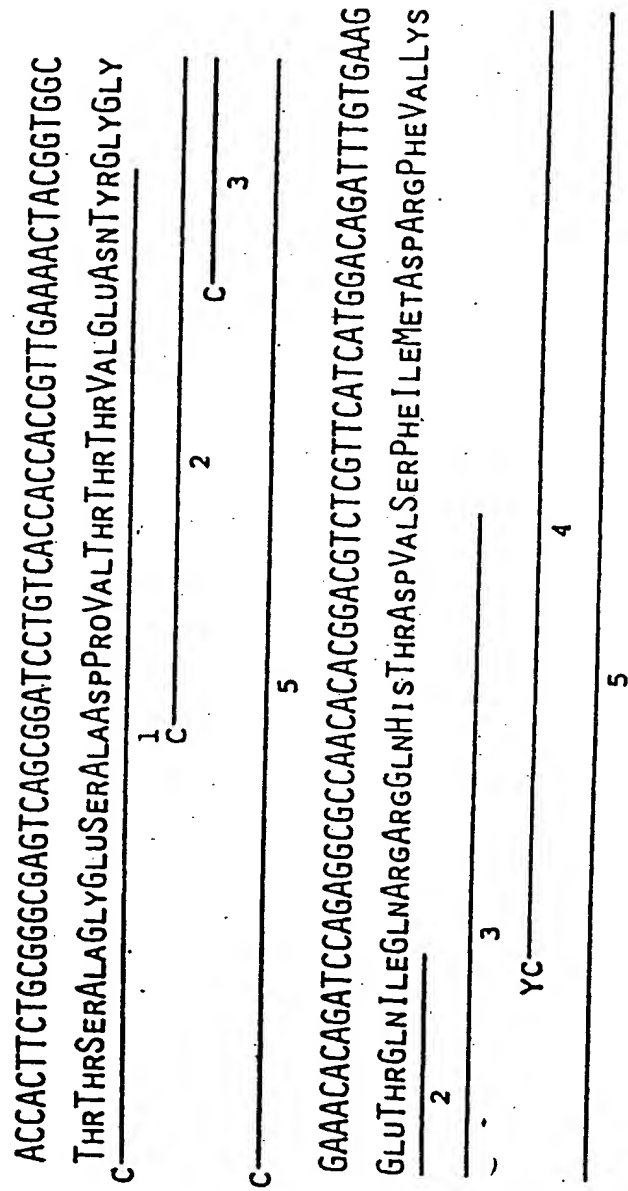 ACCACTTCTGCGGGCGAGTCAGCGGATCCTGTCACCACCACCGTTGAAAACTACGGTGGC
THRTHRSERALAGLYGLUSERALAASPPROVALTHRTHRTHRVALGLUASNTYRGLYGLY
C
1
C
2
C
3
C
5
GAAACACAGATCCAGAGGCGCCAACACACGGACGTCTCGTTCATCATGGACAGATTTGTGAAG
GLUTHRGLNILEGLNARGARGGLNHISTHRASPVALSERPHEILEMETASPARGPHEVALLYS
2
3
YC
4
5